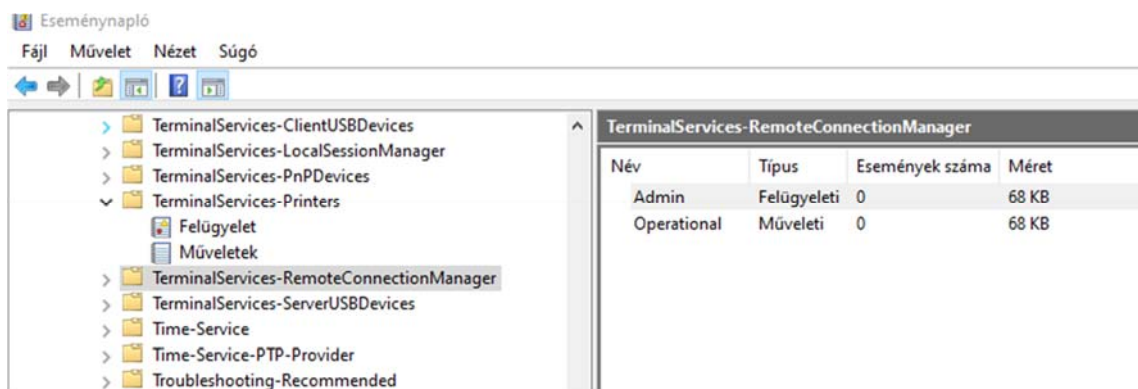 Eseménynapló
Fájl Művelet Nézet Súgó
TerminalServices-ClientUSBDevices
TerminalServices-LocalSessionManager
TerminalServices-PnPDevices
TerminalServices-Printers
Felügyelet
Műveletek
TerminalServices-RemoteConnectionManager
TerminalServices-ServerUSBDevices
Time-Service
Time-Service-PTP-Provider
Troubleshooting-Recommended
TerminalServices-RemoteConnectionManager
Név Típus Események száma Méret
Admin Felügyeleti 0 68 KB
Operational Műveleti 0 68 KB